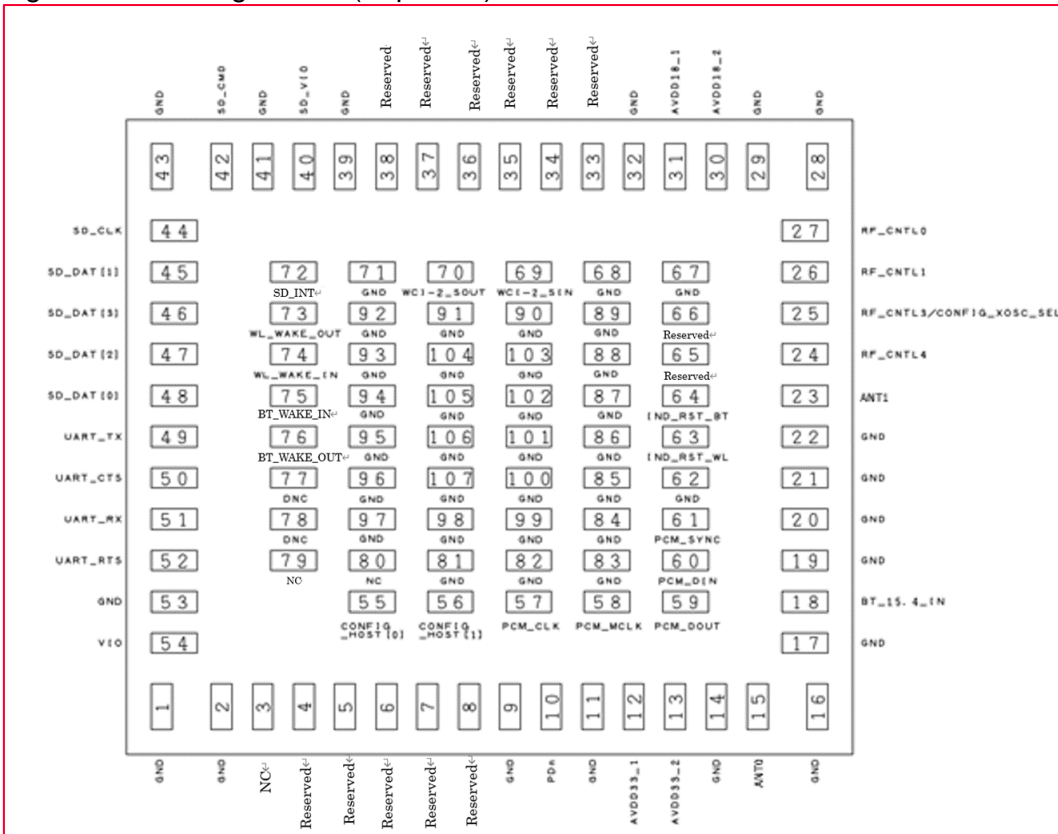 GND SD_CMD GND SD_VIO GND Reserved Reserved Reserved Reserved Reserved Reserved GND AVDD18_1 AVDD18_2 GND GND
43 42 41 40 39 38 37 36 35 34 33 32 31 30 29 28
SD_CLK 44 27 RF_CNTL0
SD_DAT[1] 45 72 71 70 69 68 67 26 RF_CNTL1
SD_INT GND WCI-2_SOUT WCI-2_SIN GND GND
SD_DAT[3] 46 73 92 91 90 89 66 25 RF_CNTL3/CONFIG_XOSC_SEL
WL_WAKE_OUT GND GND GND GND Reserved
SD_DAT[2] 47 74 93 104 103 88 65 24 RF_CNTL4
WL_WAKE_IN GND GND GND GND Reserved
SD_DAT[0] 48 75 94 105 102 87 64 23 ANT1
BT_WAKE_IN GND GND GND GND IND_RST_BT
UART_TX 49 76 95 106 101 86 63 22 GND
BT_WAKE_OUT GND GND GND GND IND_RST_WL
UART_CTS 50 77 96 107 100 85 62 21 GND
DNC GND GND GND GND GND
UART_RX 51 78 97 98 99 84 61 20 GND
DNC GND GND GND GND PCM_SYNC
UART_RTS 52 79 80 81 82 83 60 19 GND
NC NC GND GND GND PCM_DIN
GND 53 55 56 57 58 59 18 BT_15.4_IN
CONFIG CONFIG PCM_CLK PCM_MCLK PCM_DOUT
_HOST[0] _HOST[1]
VIO 54 17 GND
1 2 3 4 5 6 7 8 9 10 11 12 13 14 15 16
GND GND NC Reserved Reserved Reserved Reserved Reserved GND PDn GND AVDD33_1 AVDD33_2 GND ANT0 GND